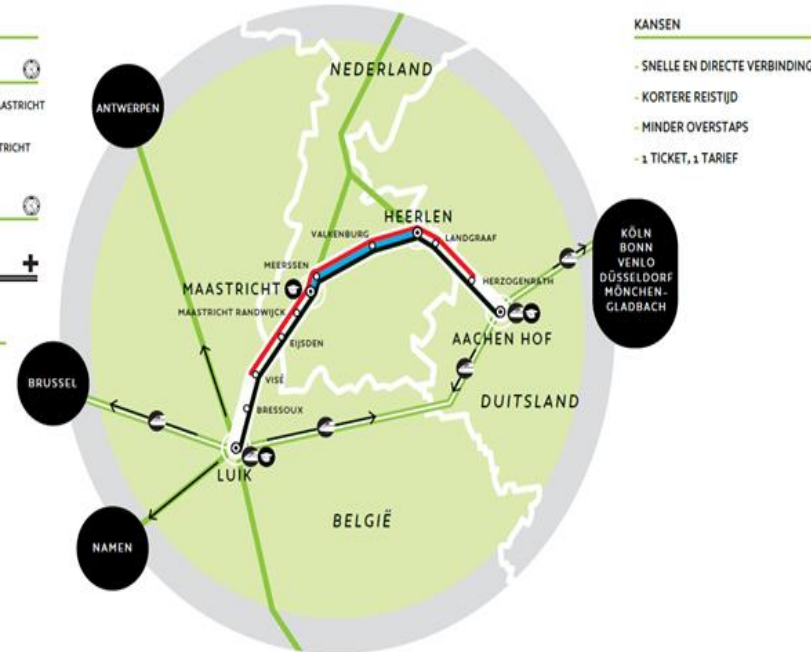 KANSEN
- SNELLE EN DIRECTE VERBINDING
- KORTERE REISTIJD
- MINDER OVERSTAPS
- 1 TICKET, 1 TARIEF
NEDERLAND
ANTWERPEN
HEERLEN
VALKENBURG
LANDGRAAF
MEERSSEN
MAASTRICHT
HERZOGENRATH
MAASTRICHT RANDWIJCK
AACHEN HOF
EIJSDEN
VISÉ
BRESSOUX
KÖLN
BONN
VENLO
DÜSSELDORF
MÖNCHEN-
GLADBACH
BRUSSEL
DUITSLAND
LUIK
BELGIË
NAMEN